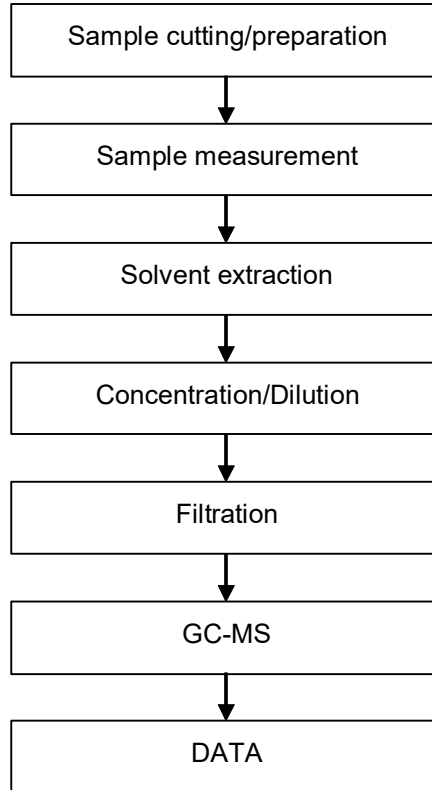 Sample cutting/preparation
Sample measurement
Solvent extraction
Concentration/Dilution
Filtration
GC-MS
DATA